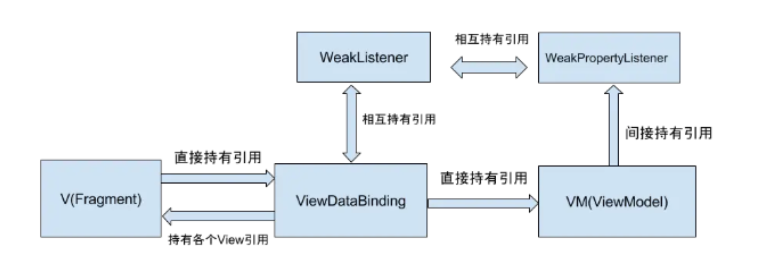 WeakListener
相互持有引用
WeakPropertyListener
相互持有引用
间接持有引用
直接持有引用
直接持有引用
V(Fragment)
ViewDataBinding
VM(ViewModel)
持有各个View引用